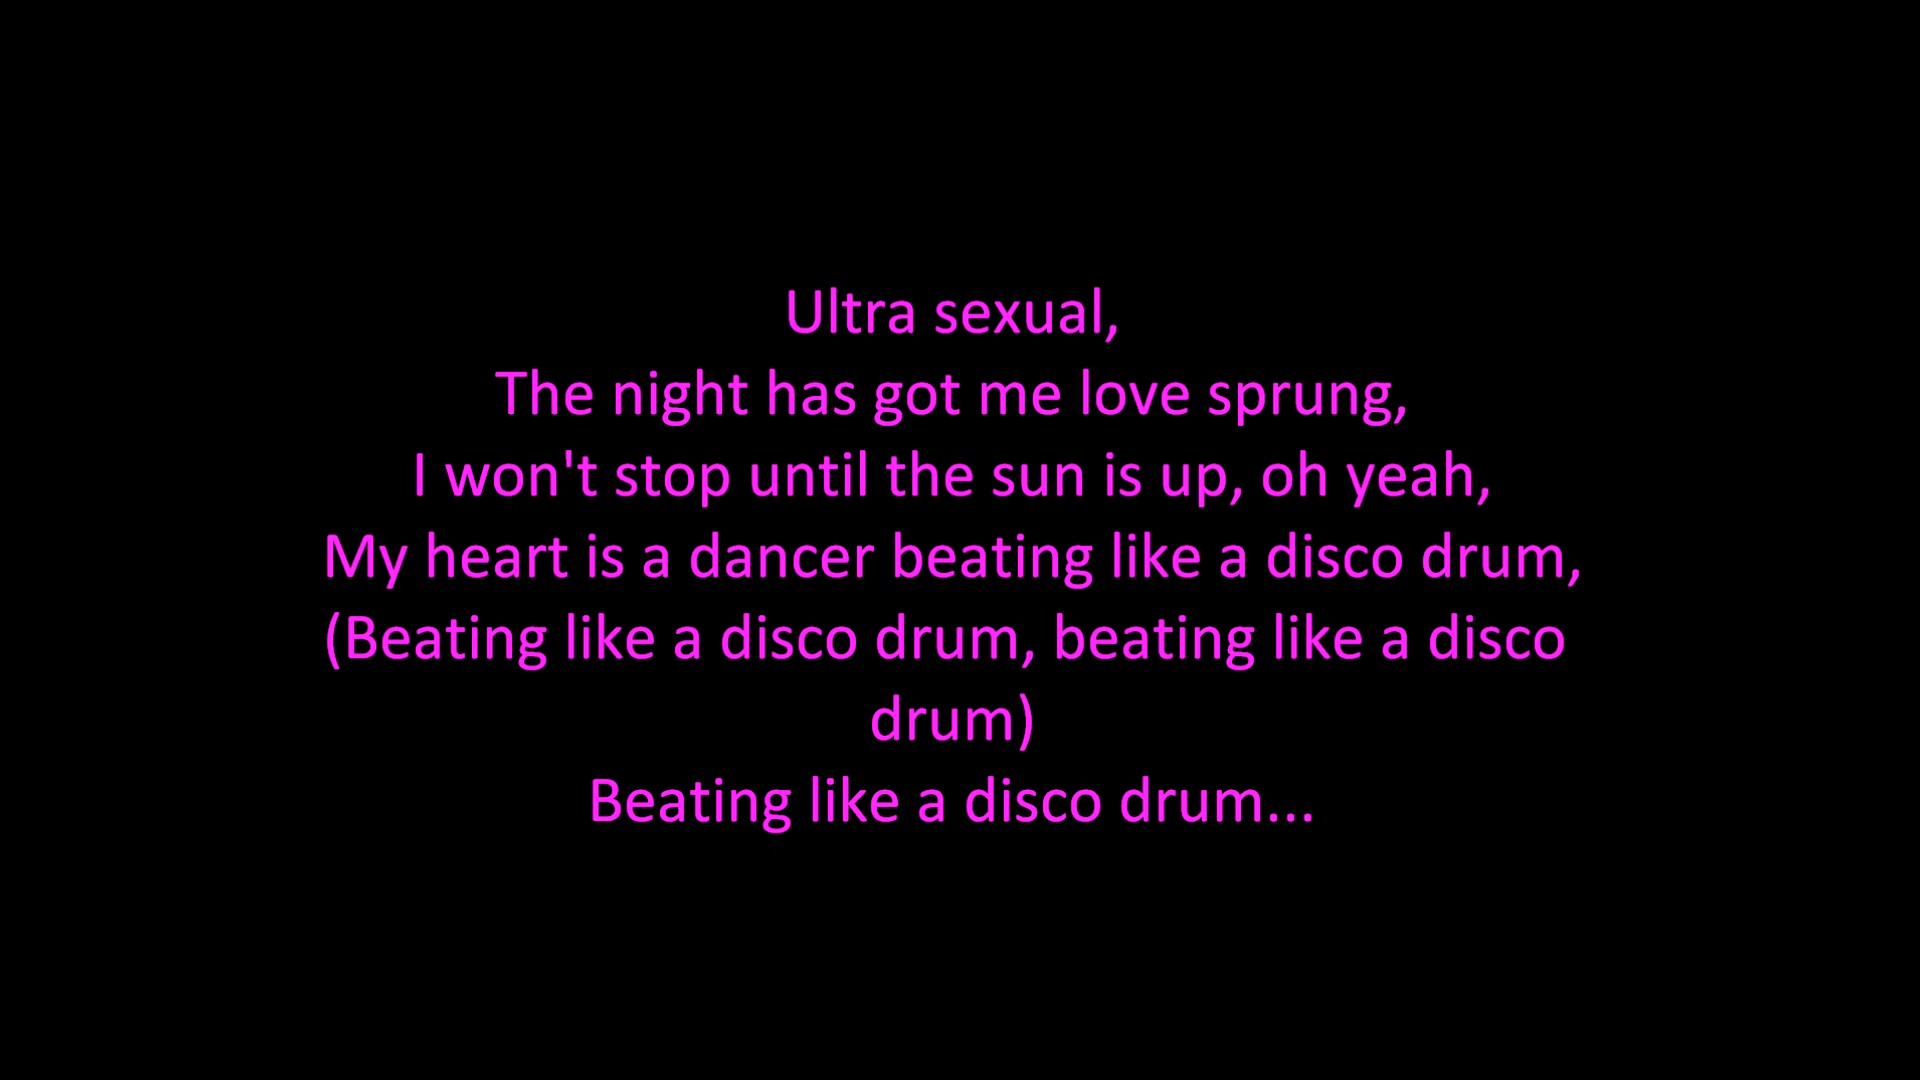 Ultra sexual,
The night has got me love sprung,
I won't stop until the sun is up, oh yeah,
My heart is a dancer beating like a disco drum,
(Beating like a disco drum, beating like a disco
drum)
Beating like a disco drum...